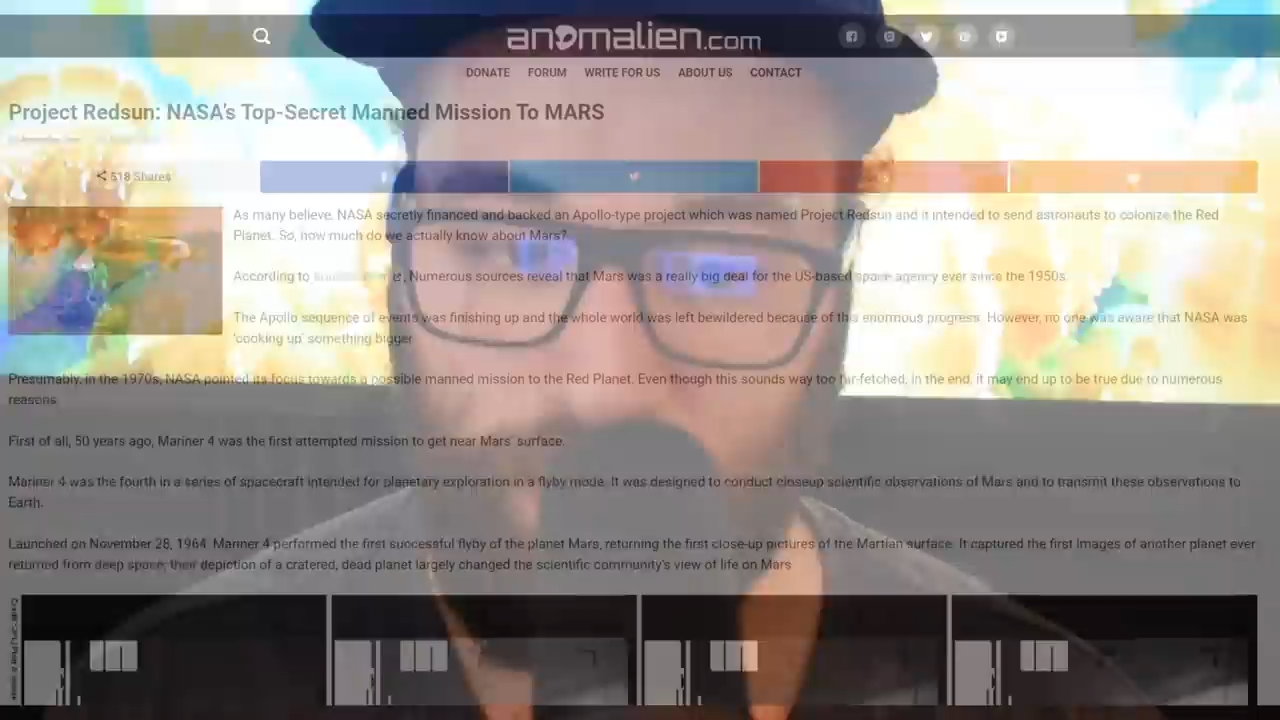 anomalien.com
DONATE FORUM WRITE FOR US ABOUT US CONTACT
Project Redsun: NASA's Top-Secret Manned Mission To MARS
518 Shares
As many believe, NASA secretly financed and backed an Apollo-type project which was named Project Redsun and it intended to send astronauts to colonize the Red
Planet. So, how much do we actually know about Mars?
According to Numerous sources reveal that Mars was a really big deal for the US-based space agency ever since the 1950s.
The Apollo sequence of events was finishing up and the whole world was left bewildered because of this enormous progress. However, no one was aware that NASA was
'cooking up' something bigger.
Presumably, in the 1970s, NASA pointed its focus towards a possible manned mission to the Red Planet. Even though this sounds way too far-fetched, in the end, it may end up to be true due to numerous
reasons.
First of all, 50 years ago, Mariner 4 was the first attempted mission to get near Mars' surface.
Mariner 4 was the fourth in a series of spacecraft intended for planetary exploration in a flyby mode. It was designed to conduct closeup scientific observations of Mars and to transmit these observations to
Earth.
Launched on November 28, 1964, Mariner 4 performed the first successful flyby of the planet Mars, returning the first close-up pictures of the Martian surface. It captured the first images of another planet ever
returned from deep space; their depiction of a cratered, dead planet largely changed the scientific community's view of life on Mars